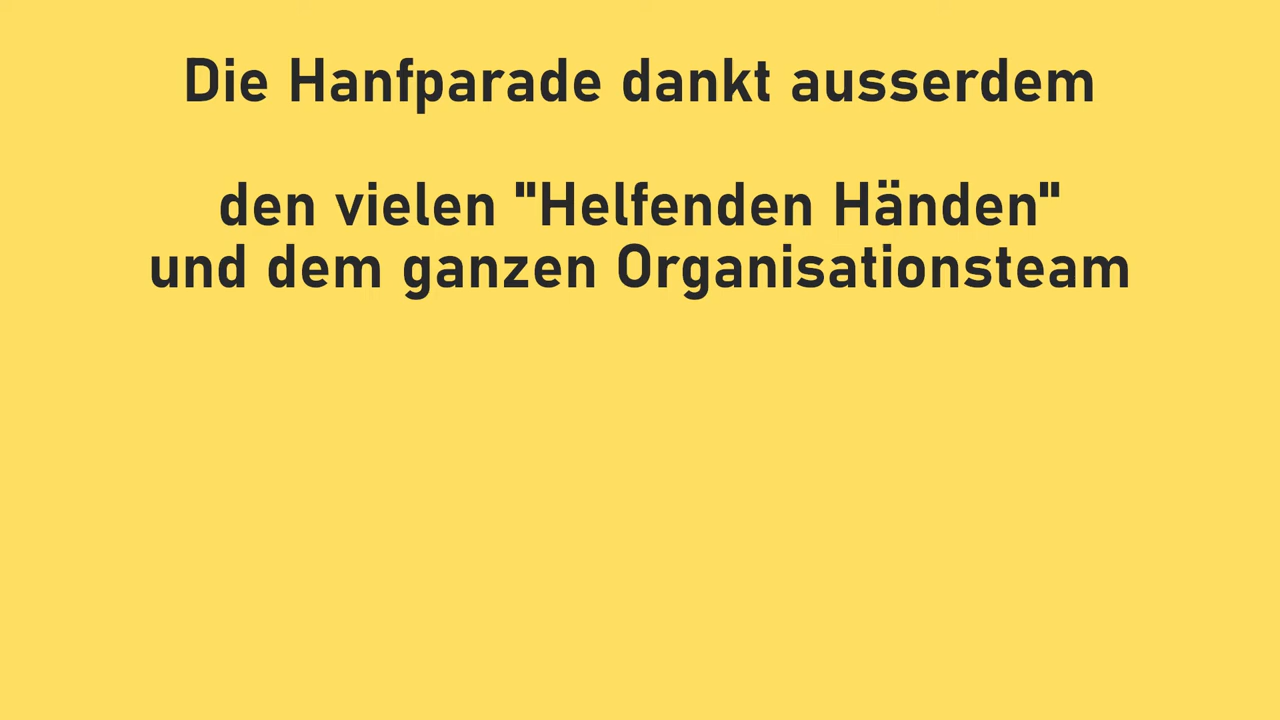 Die Hanfparade dankt ausserdem
den vielen "Helfenden Händen"
und dem ganzen Organisationsteam